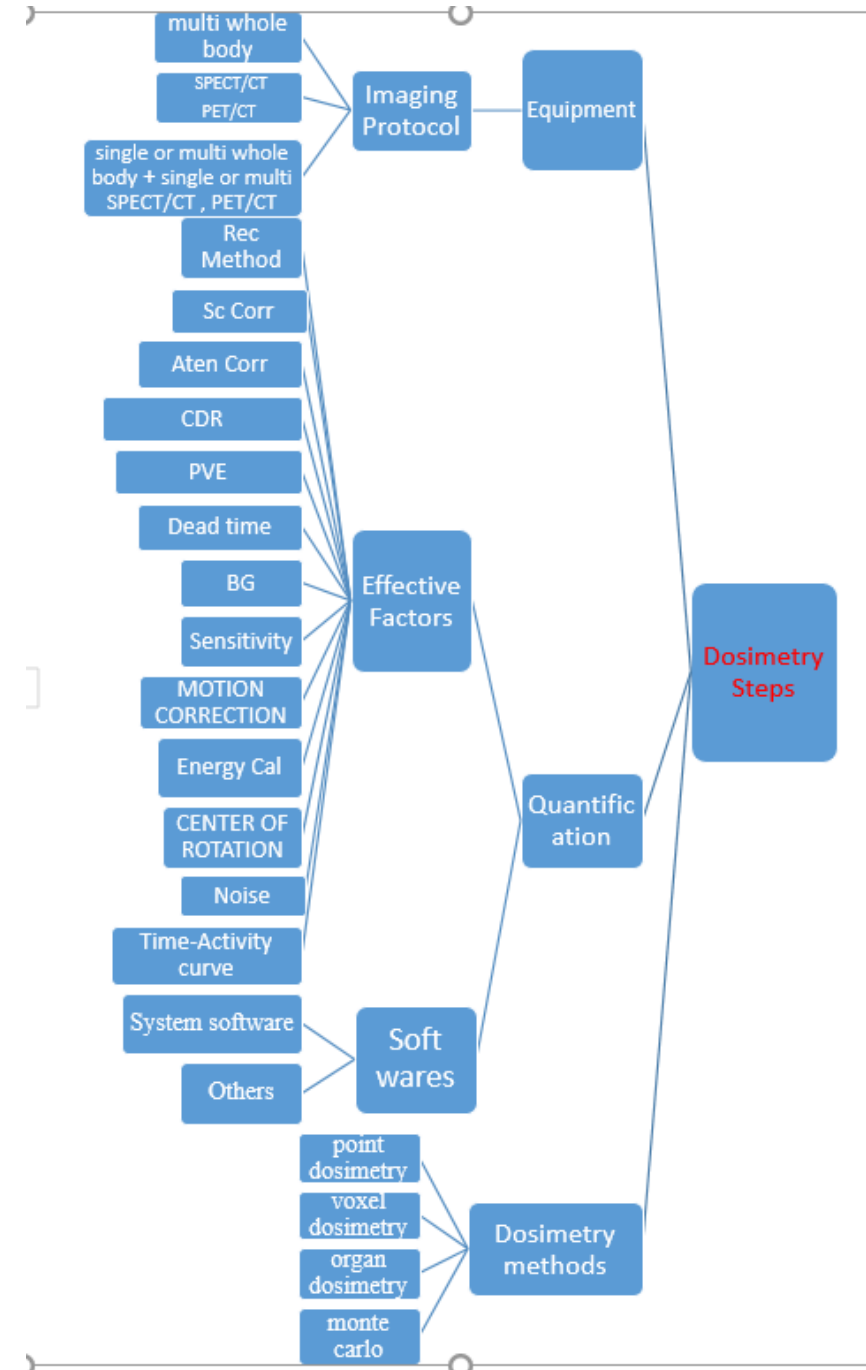 multi whole
body
SPECT/CT
PET/CT
single or multi whole
body + single or multi
SPECT/CT , PET/CT
Imaging
Protocol
Equipment
Rec
Method
Sc Corr
Aten Corr
CDR
PVE
Dead time
BG
Sensitivity
MOTION
CORRECTION
Energy Cal
CENTER OF
ROTATION
Noise
Time-Activity
curve
Effective
Factors
System software
Others
Soft
wares
Quantific
ation
point
dosimetry
voxel
dosimetry
organ
dosimetry
monte
carlo
Dosimetry
methods
Dosimetry
Steps